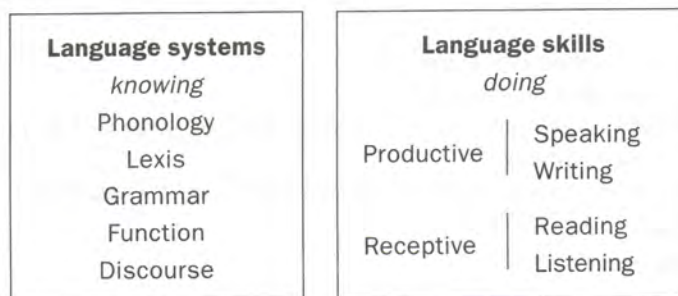 Language systems
knowing
Phonology
Lexis
Grammar
Function
Discourse
Language skills
doing
Productive
Speaking
Writing
Receptive
Reading
Listening